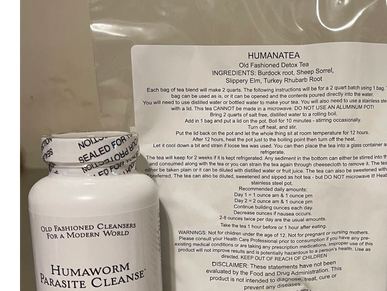 HUMANATEA
Old Fashioned Detox Tea
INGREDIENTS: Burdock root, Sheep Sorrel,
Slippery Elm, Turkey Rhubarb Root
Each bag of tea blend will make 2 quarts. The following instructions will be for a 2 quart batch using 1 bag.
bag can be used as is, or it can be opened and the contents poured directly into the water.
You will need to use distilled water or bottled water to make your tea. You will also need to use a stainless
with a lid. This tea CANNOT be made in a microwave. DO NOT USE AN ALUMINUM POT!
Bring 2 quarts of salt free, distilled water to a rolling boil.
Add in 1 bag and put a lid on the pot. Boil for 10 minutes - stirring occasionally.
Turn off heat, and stir.
Put the lid back on the pot and let the whole thing sit at room temperature for 12 hours.
After 12 hours, heat the pot just to the boiling point then turn off the heat.
Let it cool down a bit and strain if loose tea was used. You can then place the tea into a glass container
refrigerate.
tea will keep for 2 weeks if is kept refrigerated. Any sediment in the bottom can either be stirred into the
and consumed along with the tea or you can strain the tea again through cheesecloth to remove it. The tea
either be taken plain or it can be diluted with distilled water or fruit juice. The tea can also be sweetened with
preferred. The tea can also be diluted, sweetened and sipped as hot tea - but DO NOT MICROWAVE IT! Heat
stainless steel pot.
Recommended daily amounts:
Day 1 = 1 ounce am & 1 ounce pm
Day 2 = 2 ounce am & 1 ounce pm
Continue building ounces each day.
Decrease ounces if nausea occurs.
2-6 ounces twice per day are the usual amounts.
Take the tea 1 hour before or 1 hour after eating.
WARNINGS: Not for children under the age of 12. Not for pregnant or nursing mothers.
Please consult your Health Care Professional prior to consuming if you have any pre-
existing medical conditions or are taking any prescription medications. Improper use of this
product will not improve results and is potentially hazardous to a person's health. Use as
directed. KEEP OUT OF REACH OF CHILDREN
DISCLAIMER: These statements have not been
evaluated by the Food and Drug Administration. This
product is not intended to diagnose, treat, cure or
prevent any disease.
SEALED FOR
OLD FASHIONED CLEANSERS
FOR A MODERN WORLD
HUMAWORM
PARASITE CLEANSE